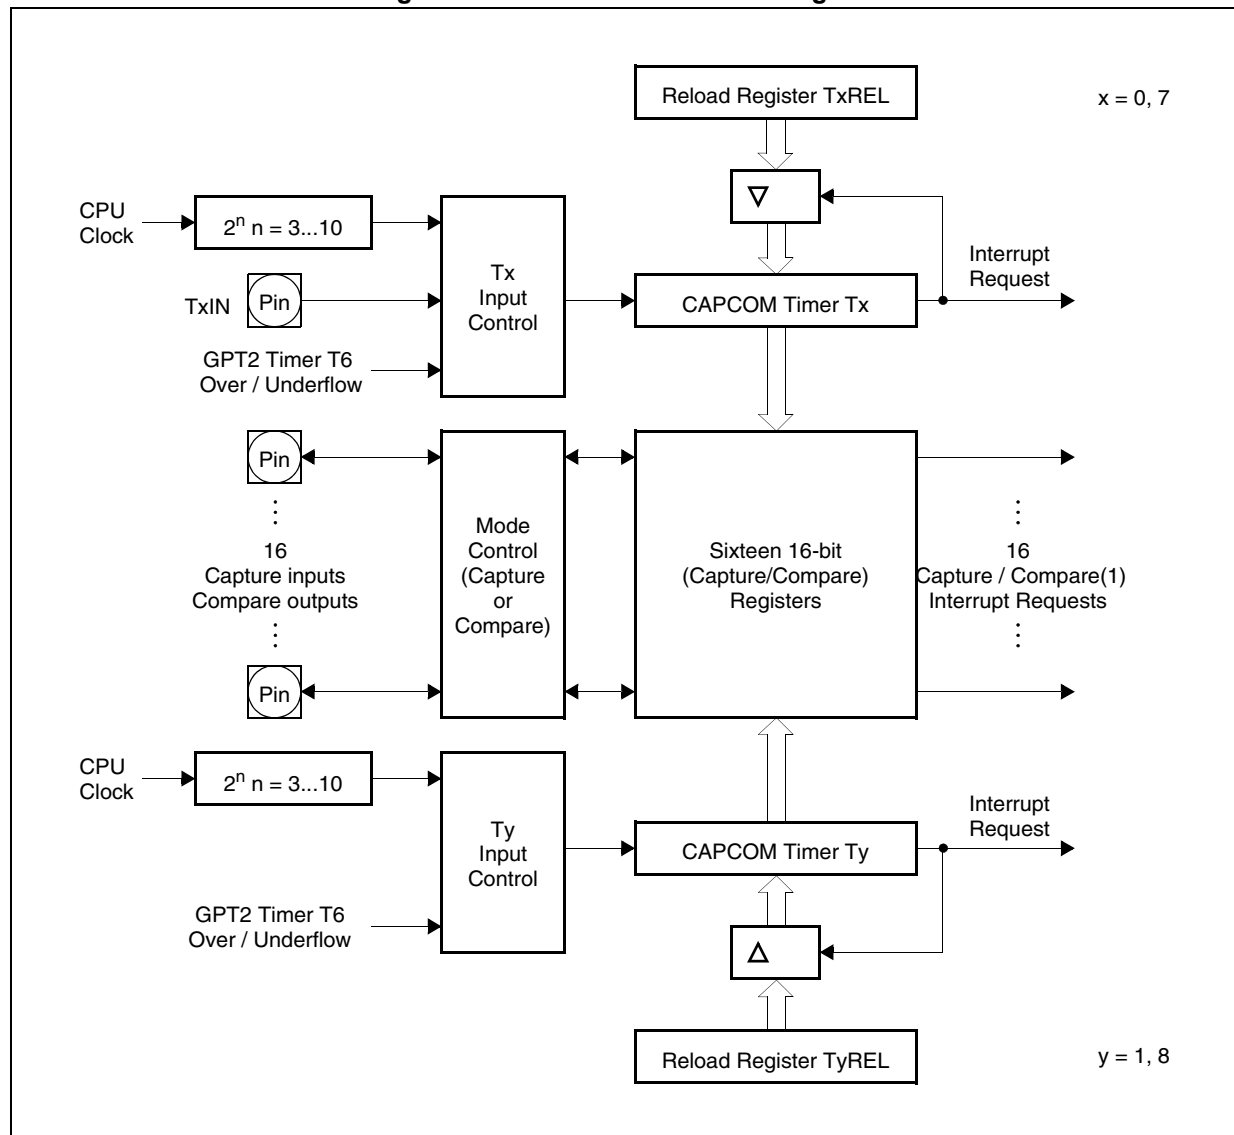 Reload Register TxREL
x = 0, 7
CPU
Clock
2ⁿ n = 3...10
Tx
Input
Control
TxIN
Pin
CAPCOM Timer Tx
Interrupt
Request
GPT2 Timer T6
Over / Underflow
Pin
16
Capture inputs
Compare outputs
Pin
Mode
Control
(Capture
or
Compare)
Sixteen 16-bit
(Capture/Compare)
Registers
16
Capture / Compare(1)
Interrupt Requests
CPU
Clock
2ⁿ n = 3...10
Ty
Input
Control
CAPCOM Timer Ty
Interrupt
Request
GPT2 Timer T6
Over / Underflow
Reload Register TyREL
y = 1, 8